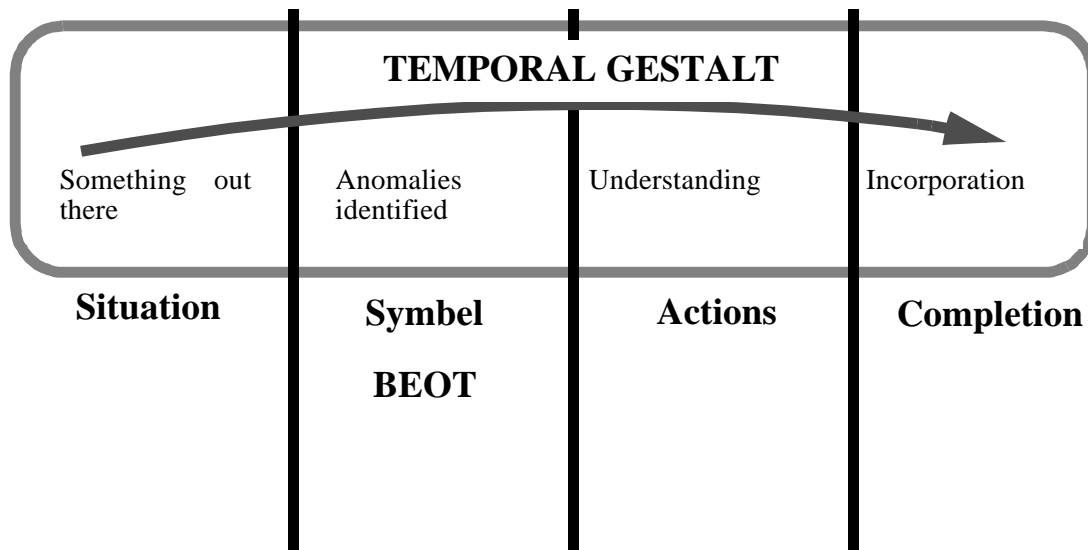 TEMPORAL GESTALT
Something out
there
Anomalies
identified
Understanding
Incorporation
Situation
Symbel
BEOT
Actions
Completion